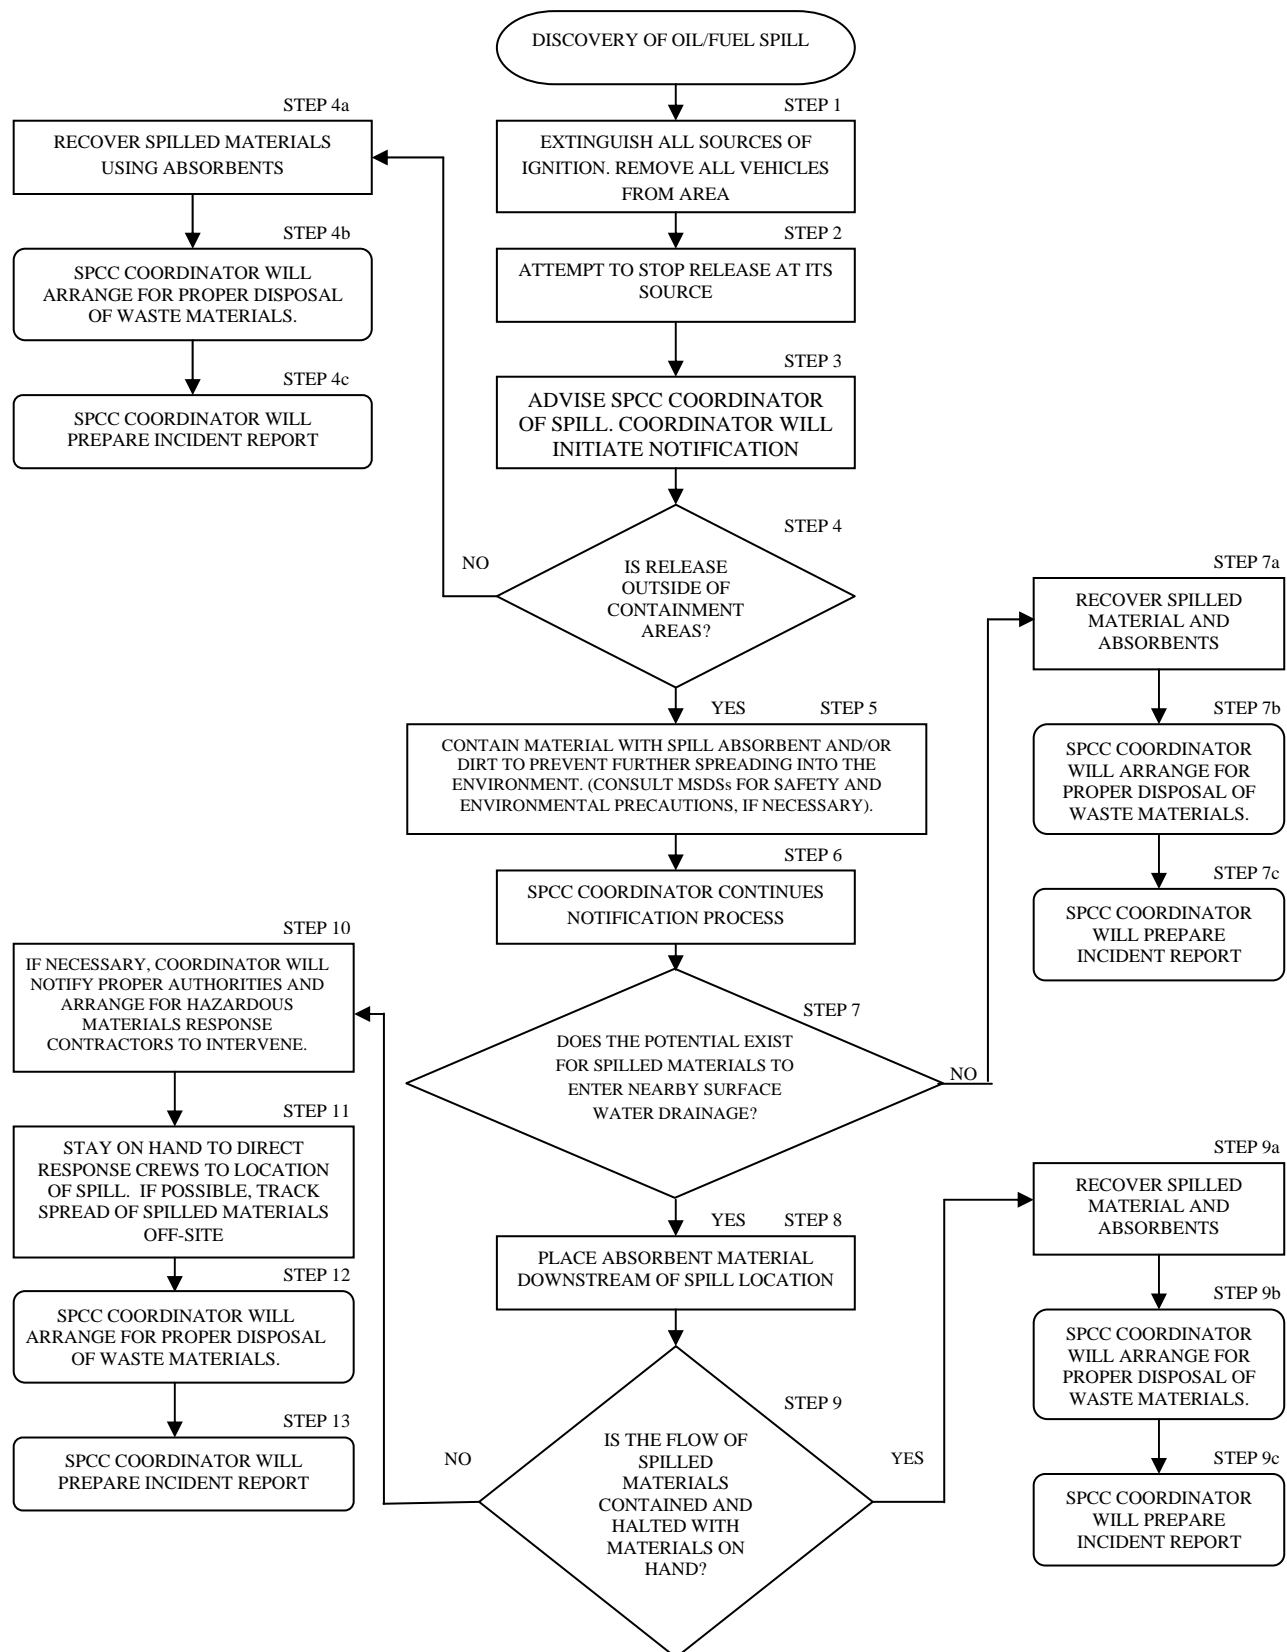 DISCOVERY OF OIL/FUEL SPILL
STEP 1
EXTINGUISH ALL SOURCES OF
IGNITION. REMOVE ALL VEHICLES
FROM AREA
STEP 2
ATTEMPT TO STOP RELEASE AT ITS
SOURCE
STEP 3
ADVISE SPCC COORDINATOR
OF SPILL. COORDINATOR WILL
INITIATE NOTIFICATION
STEP 4
IS RELEASE
OUTSIDE OF
CONTAINMENT
AREAS?
NO
STEP 4a
RECOVER SPILLED MATERIALS
USING ABSORBENTS
STEP 4b
SPCC COORDINATOR WILL
ARRANGE FOR PROPER DISPOSAL
OF WASTE MATERIALS.
STEP 4c
SPCC COORDINATOR WILL
PREPARE INCIDENT REPORT
YES
STEP 5
CONTAIN MATERIAL WITH SPILL ABSORBENT AND/OR
DIRT TO PREVENT FURTHER SPREADING INTO THE
ENVIRONMENT. (CONSULT MSDSs FOR SAFETY AND
ENVIRONMENTAL PRECAUTIONS, IF NECESSARY).
STEP 6
SPCC COORDINATOR CONTINUES
NOTIFICATION PROCESS
STEP 7
DOES THE POTENTIAL EXIST
FOR SPILLED MATERIALS TO
ENTER NEARBY SURFACE
WATER DRAINAGE?
NO
STEP 7a
RECOVER SPILLED
MATERIAL AND
ABSORBENTS
STEP 7b
SPCC COORDINATOR
WILL ARRANGE FOR
PROPER DISPOSAL OF
WASTE MATERIALS.
STEP 7c
SPCC COORDINATOR
WILL PREPARE
INCIDENT REPORT
YES
STEP 8
PLACE ABSORBENT MATERIAL
DOWNSTREAM OF SPILL LOCATION
STEP 9
IS THE FLOW OF
SPILLED
MATERIALS
CONTAINED AND
HALTED WITH
MATERIALS ON
HAND?
YES
STEP 9a
RECOVER SPILLED
MATERIAL AND
ABSORBENTS
STEP 9b
SPCC COORDINATOR
WILL ARRANGE FOR
PROPER DISPOSAL OF
WASTE MATERIALS.
STEP 9c
SPCC COORDINATOR
WILL PREPARE
INCIDENT REPORT
NO
STEP 10
IF NECESSARY, COORDINATOR WILL
NOTIFY PROPER AUTHORITIES AND
ARRANGE FOR HAZARDOUS
MATERIALS RESPONSE
CONTRACTORS TO INTERVENE.
STEP 11
STAY ON HAND TO DIRECT
RESPONSE CREWS TO LOCATION
OF SPILL. IF POSSIBLE, TRACK
SPREAD OF SPILLED MATERIALS
OFF-SITE
STEP 12
SPCC COORDINATOR WILL
ARRANGE FOR PROPER DISPOSAL
OF WASTE MATERIALS.
STEP 13
SPCC COORDINATOR WILL
PREPARE INCIDENT REPORT